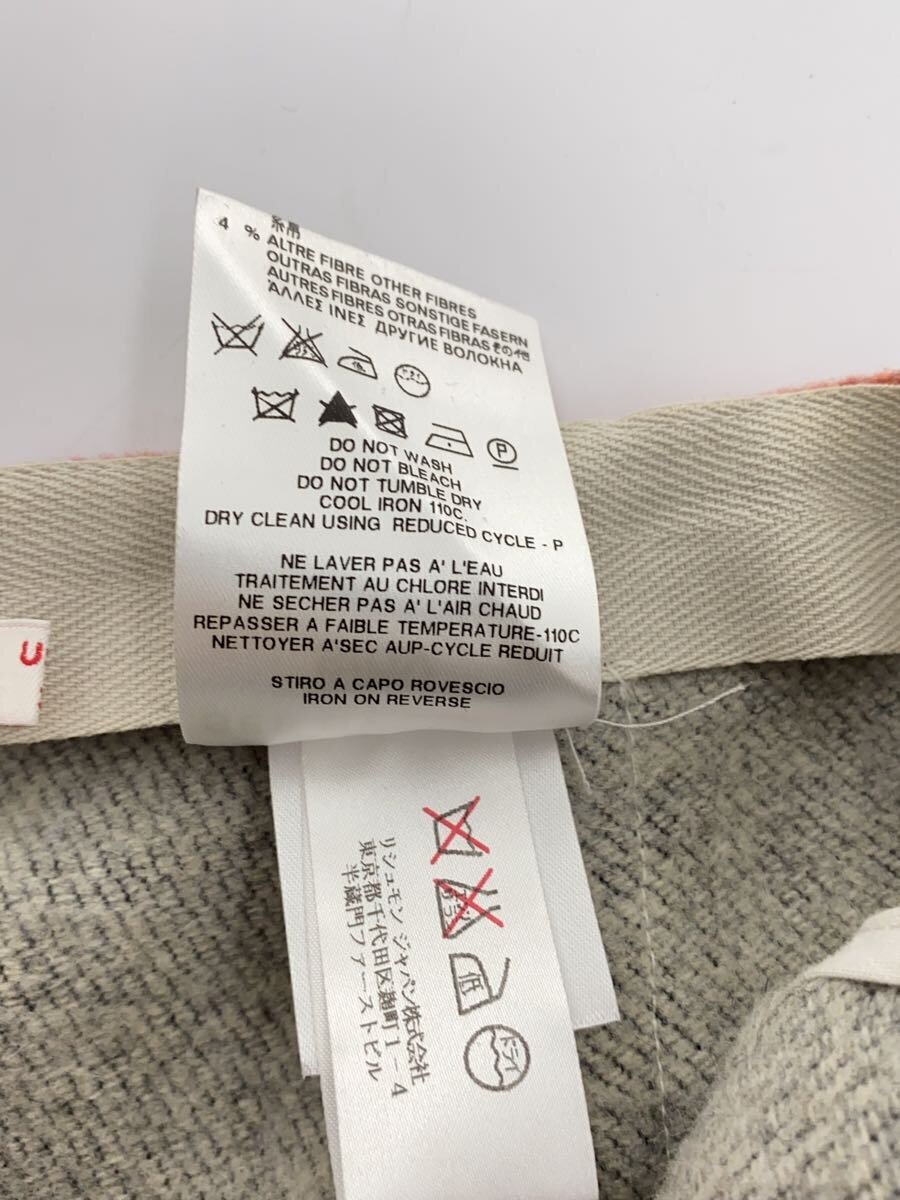 4 % ALTRE FIBRE OTHER FIBRES
OUTRAS FIBRAS SONSTIGE FASERN
AUTRES FIBRES OTRAS FIBRAS その他
ΆΛΛΕΣ ΙΝΕΣ ДРУГИЕ ВОЛОКНА
P
DO NOT WASH
DO NOT BLEACH
DO NOT TUMBLE DRY
COOL IRON 110C.
DRY CLEAN USING REDUCED CYCLE - P
NE LAVER PAS A' L'EAU
TRAITEMENT AU CHLORE INTERDI
NE SECHER PAS A' L'AIR CHAUD
REPASSER A FAIBLE TEMPERATURE-110C
NETTOYER A'SEC AUP-CYCLE REDUIT
STIRO A CAPO ROVESCIO
IRON ON REVERSE
U
低
ドライ
リシュモン ジャパン株式会社
東京都千代田区麹町1-4
半蔵門ファーストビル